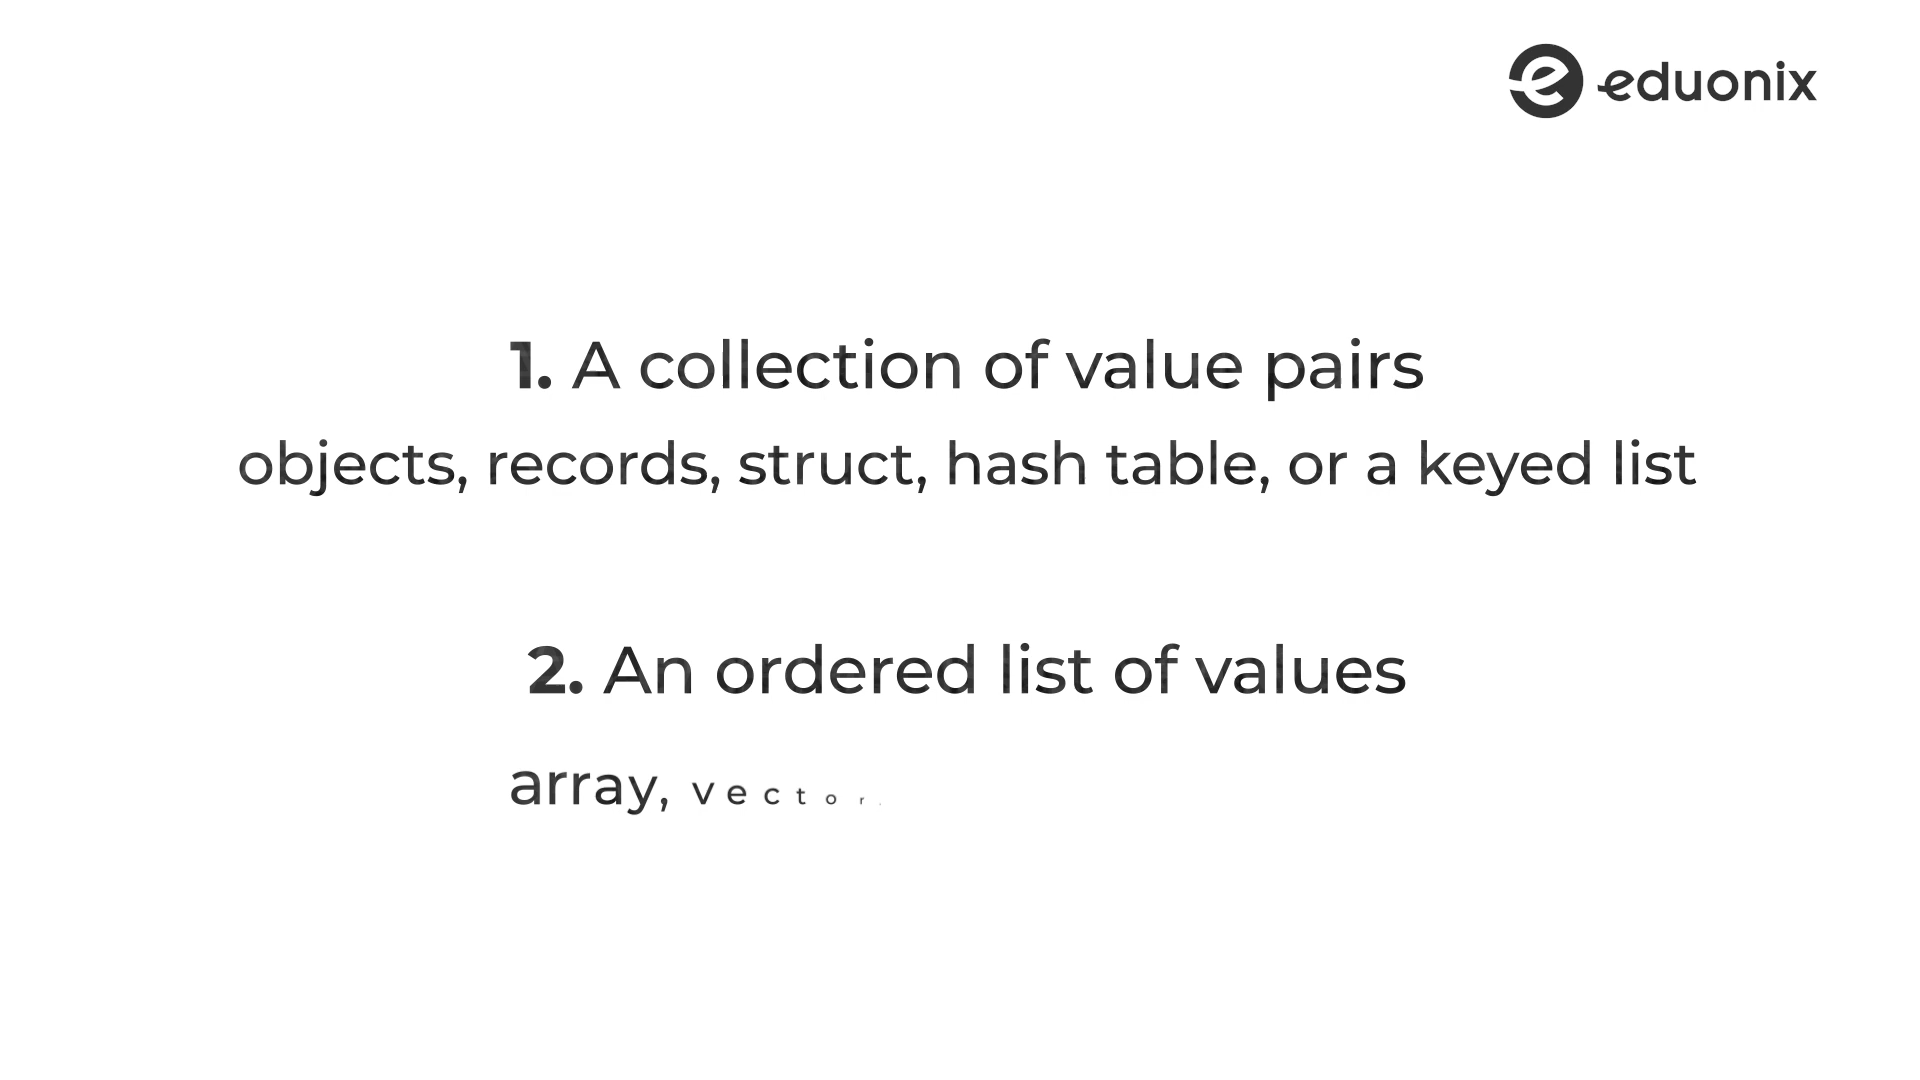 eduonix
1. A collection of value pairs
objects, records, struct, hash table, or a keyed list
2. An ordered list of values
array, vector